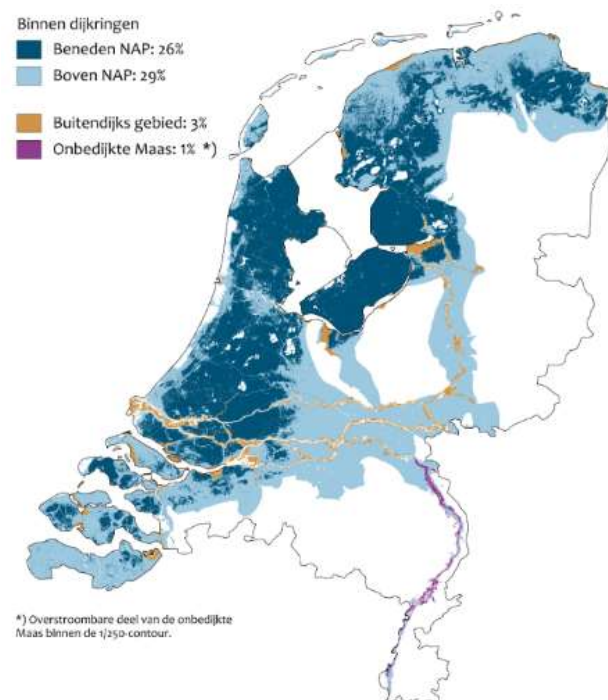 Binnen dijkringen
Beneden NAP: 26%
Boven NAP: 29%
Buitendijks gebied: 3%
Onbedijkte Maas: 1% *)
*) Overstroombare deel van de onbedijkte
Maas binnen de 1/250-contour.